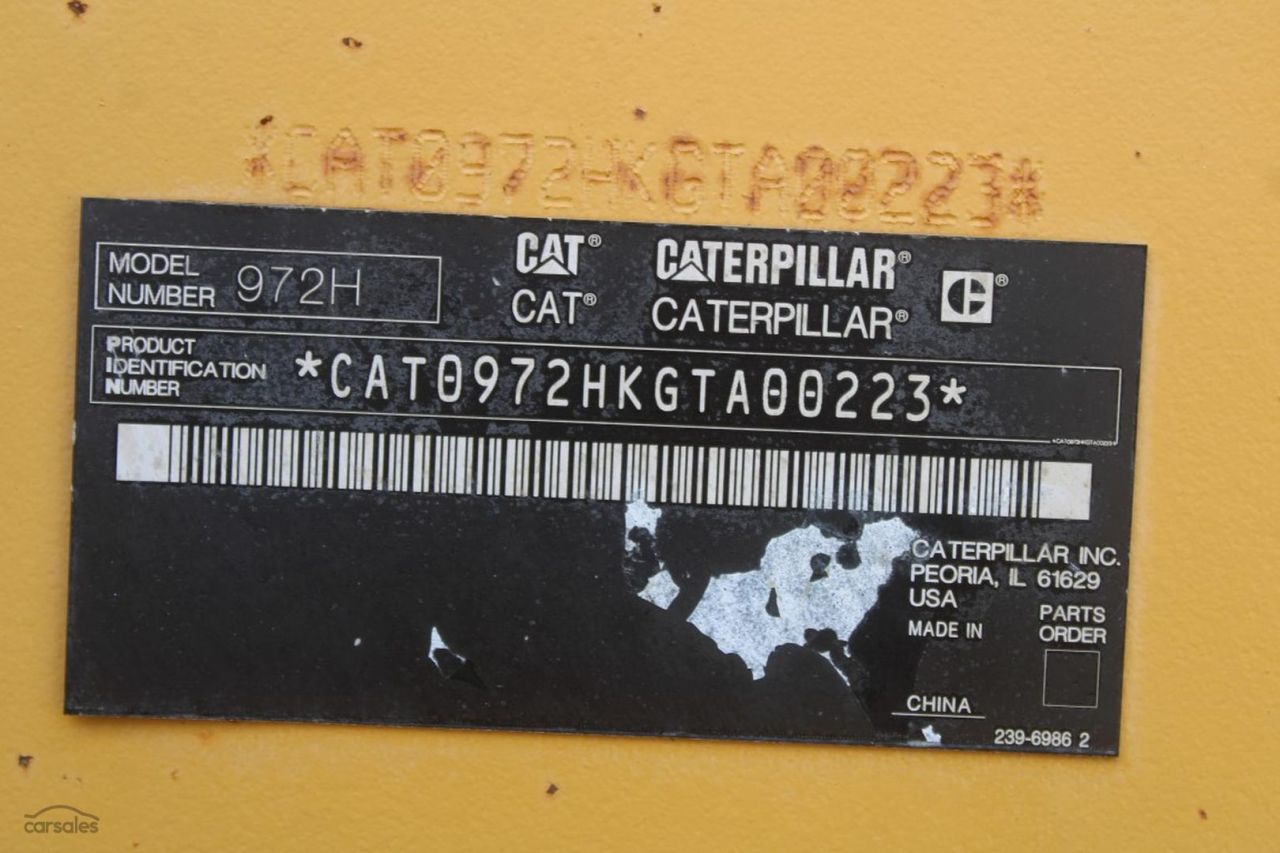 *CAT0972HKGTA00223*
MODEL NUMBER 972H
CAT® CATERPILLAR® ®
CAT® CATERPILLAR®
PRODUCT IDENTIFICATION NUMBER *CAT0972HKGTA00223*
*CAT0972HKGTA00223*
CATERPILLAR INC.
PEORIA, IL 61629
USA
MADE IN
PARTS ORDER
CHINA
239-6986 2
carsales